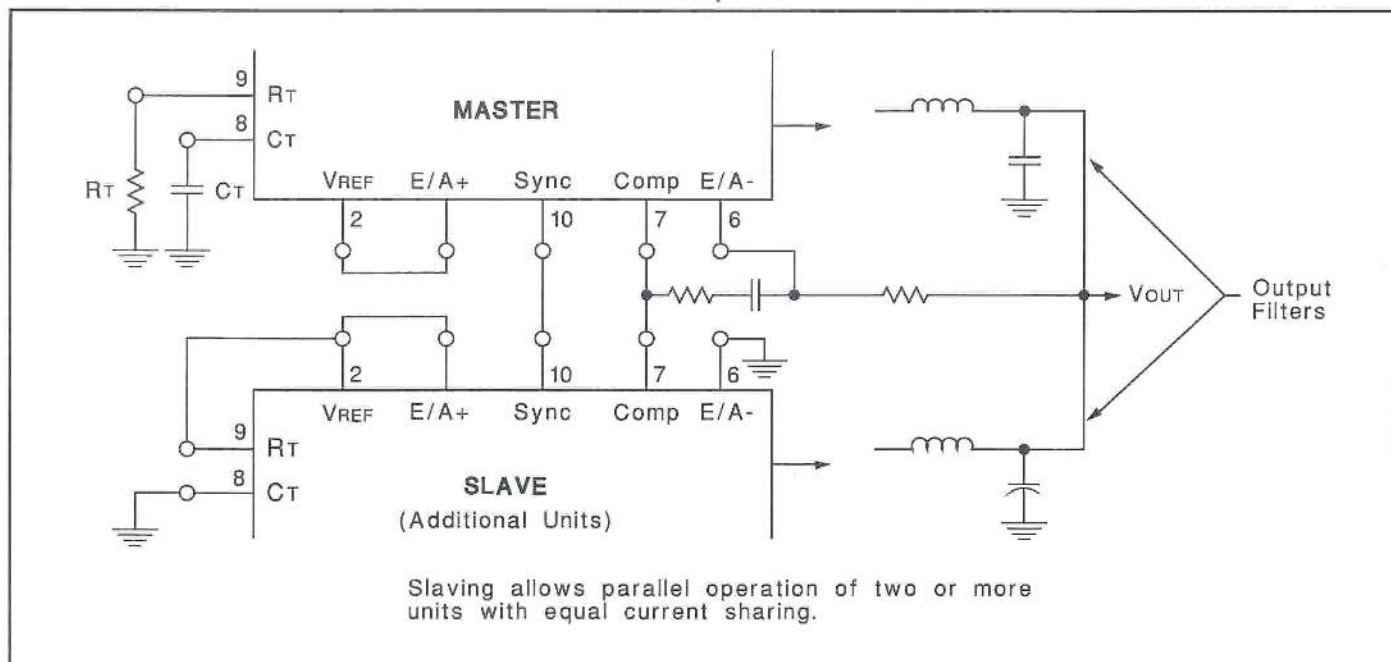 9 RT
MASTER
8 CT
RT CT
VREF E/A+ Sync Comp E/A-
2 10 7 6
VOUT
Output
Filters
2 10 7 6
VREF E/A+ Sync Comp E/A-
9 RT
8 CT
SLAVE
(Additional Units)
Slaving allows parallel operation of two or more
units with equal current sharing.